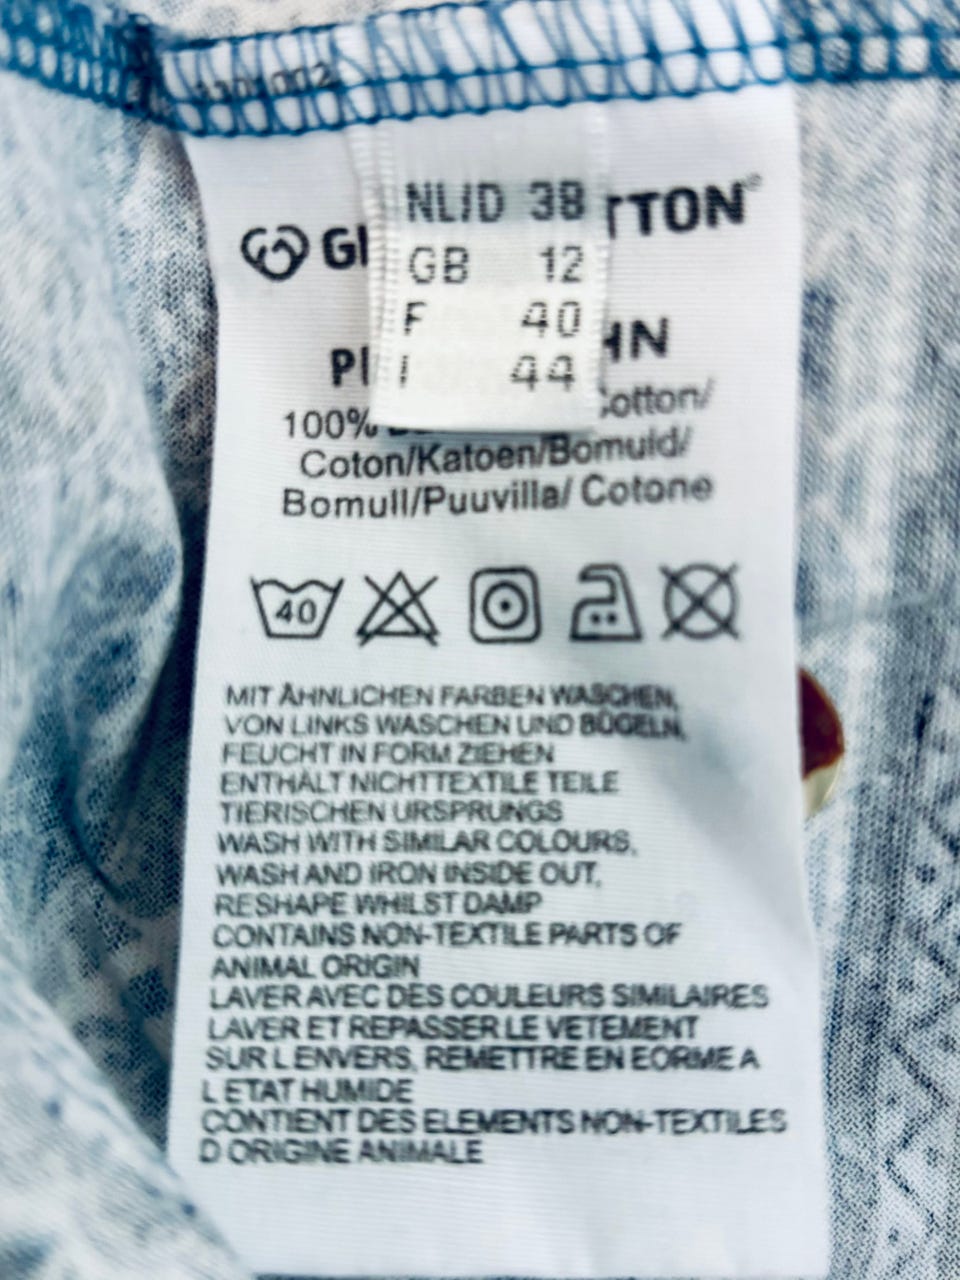 NL/D 38
GB 12
F 40
I 44
TTON®
HN
100%
Cotton/
Coton/Katoen/Bomuld/
Bomull/Puuvilla/ Cotone
40
MIT ÄHNLICHEN FARBEN WASCHEN,
VON LINKS WASCHEN UND BÜGELN,
FEUCHT IN FORM ZIEHEN
ENTHÄLT NICHTTEXTILE TEILE
TIERISCHEN URSPRUNGS
WASH WITH SIMILAR COLOURS,
WASH AND IRON INSIDE OUT,
RESHAPE WHILST DAMP
CONTAINS NON-TEXTILE PARTS OF
ANIMAL ORIGIN
LAVER AVEC DES COULEURS SIMILAIRES
LAVER ET REPASSER LE VETEMENT
SUR L ENVERS, REMETTRE EN EORME A
L ETAT HUMIDE
CONTIENT DES ELEMENTS NON-TEXTILES
D ORIGINE ANIMALE